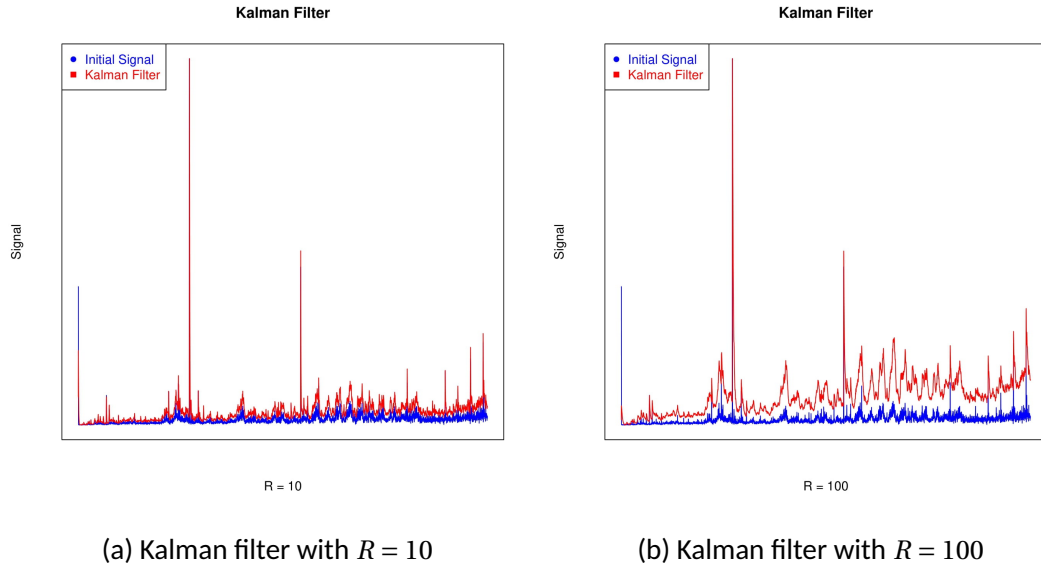 Kalman Filter
Initial Signal
Kalman Filter
Signal
R = 10
(a) Kalman filter with R = 10
Kalman Filter
Initial Signal
Kalman Filter
Signal
R = 100
(b) Kalman filter with R = 100